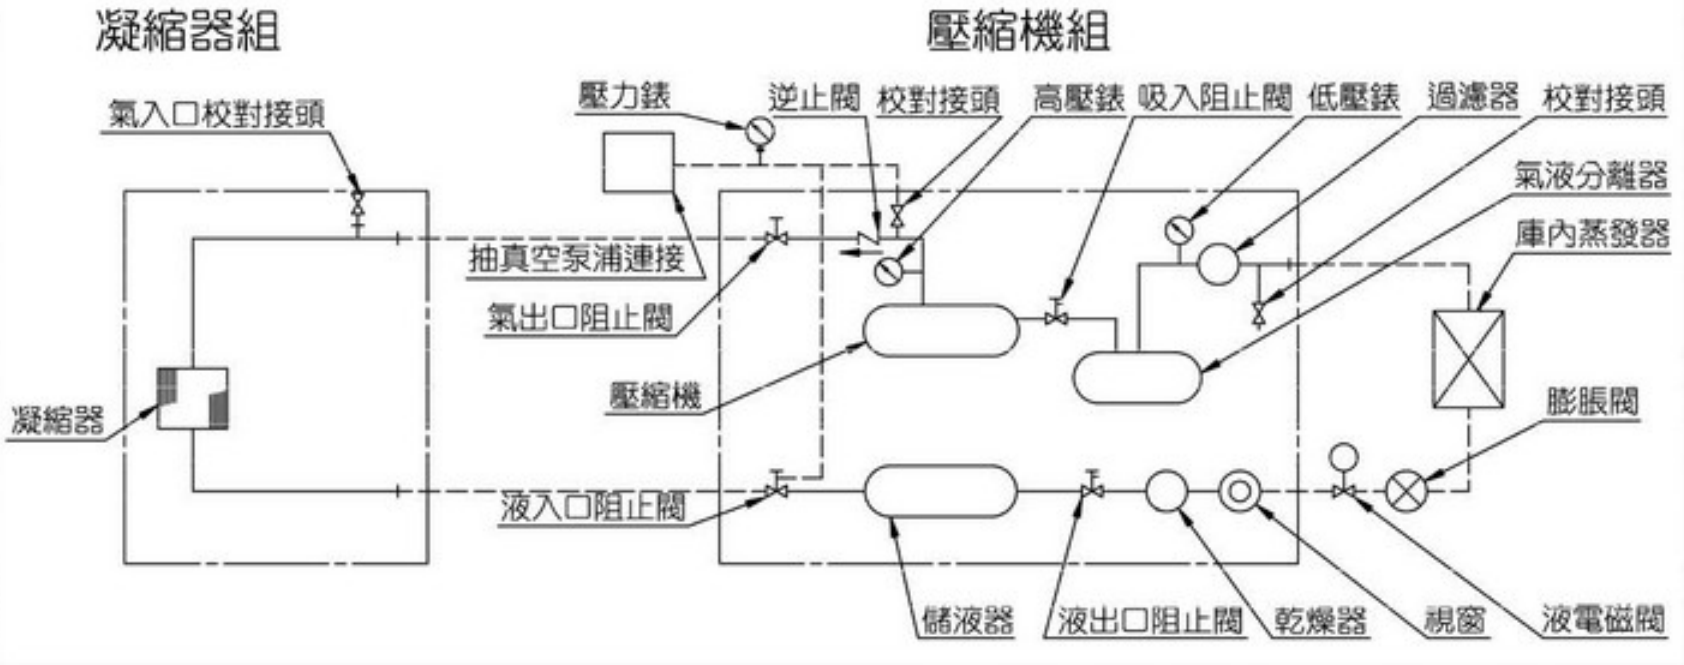 凝縮器組
壓縮機組
氣入口校對接頭
壓力錶
逆止閥
校對接頭
高壓錶
吸入阻止閥
低壓錶
過濾器
校對接頭
氣液分離器
庫內蒸發器
抽真空泵浦連接
氣出口阻止閥
壓縮機
凝縮器
膨脹閥
液入口阻止閥
儲液器
液出口阻止閥
乾燥器
視窗
液電磁閥